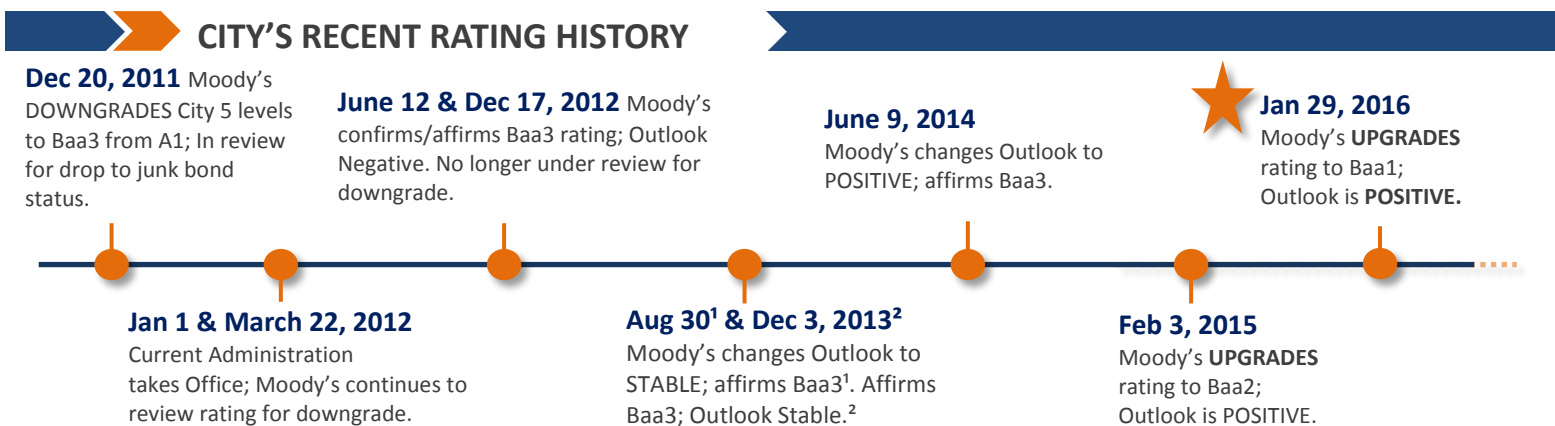 CITY’S RECENT RATING HISTORY
Dec 20, 2011 Moody’s
DOWNGRADES City 5 levels
to Baa3 from A1; In review
for drop to junk bond
status.
June 12 & Dec 17, 2012 Moody’s
confirms/affirms Baa3 rating; Outlook
Negative. No longer under review for
downgrade.
June 9, 2014
Moody’s changes Outlook to
POSITIVE; affirms Baa3.
Jan 29, 2016
Moody’s UPGRADES
rating to Baa1;
Outlook is POSITIVE.
Jan 1 & March 22, 2012
Current Administration
takes Office; Moody’s continues to
review rating for downgrade.
Aug 30¹ & Dec 3, 2013²
Moody’s changes Outlook to
STABLE; affirms Baa3¹. Affirms
Baa3; Outlook Stable.²
Feb 3, 2015
Moody’s UPGRADES
rating to Baa2;
Outlook is POSITIVE.